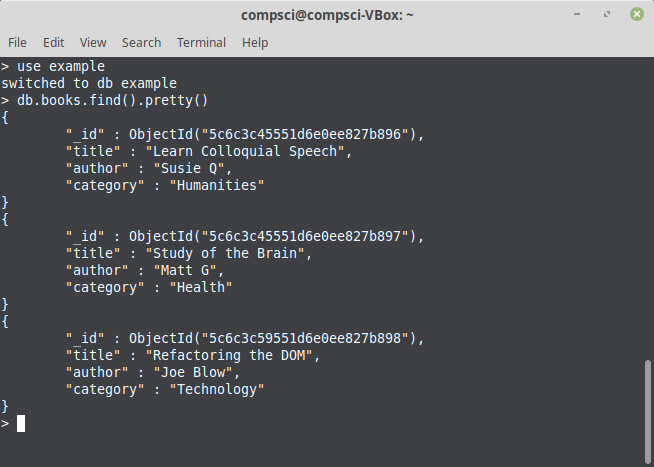 compsci@compsci-VBox: ~
File Edit View Search Terminal Help
> use example
switched to db example
> db.books.find().pretty()
{
        "_id" : ObjectId("5c6c3c45551d6e0ee827b896"),
        "title" : "Learn Colloquial Speech",
        "author" : "Susie Q",
        "category" : "Humanities"
}
{
        "_id" : ObjectId("5c6c3c45551d6e0ee827b897"),
        "title" : "Study of the Brain",
        "author" : "Matt G",
        "category" : "Health"
}
{
        "_id" : ObjectId("5c6c3c59551d6e0ee827b898"),
        "title" : "Refactoring the DOM",
        "author" : "Joe Blow",
        "category" : "Technology"
}
>